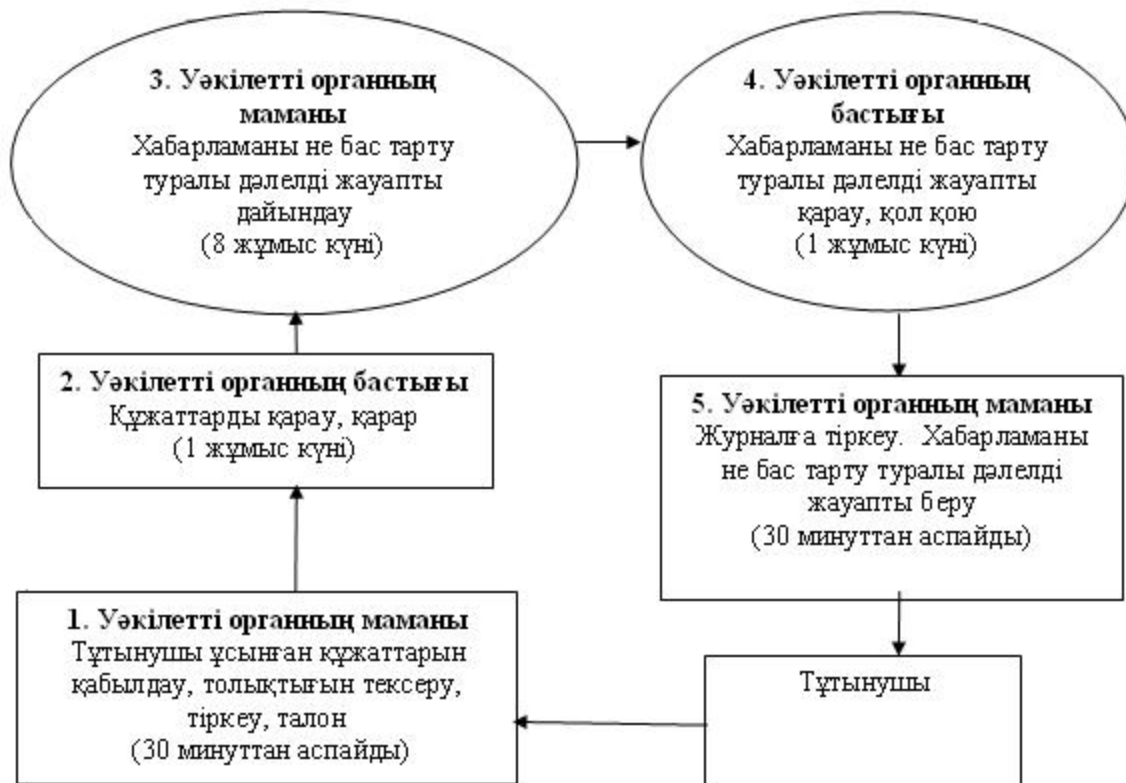 3. Уәкілетті органның
маманы
Хабарламаны не бас тарту
туралы дәлелді жауапты
дайындау
(8 жұмыс күні)
4. Уәкілетті органның
бастығы
Хабарламаны не бас тарту
туралы дәлелді жауапты
қарау, қол қою
(1 жұмыс күні)
2. Уәкілетті органның бастығы
Құжаттарды қарау, қарар
(1 жұмыс күні)
5. Уәкілетті органның маманы
Журналға тіркеу. Хабарламаны
не бас тарту туралы дәлелді
жауапты беру
(30 минуттан аспайды)
1. Уәкілетті органның маманы
Тұтынушы ұсынған құжаттарын
қабылдау, толықтығын тексеру,
тіркеу, талон
(30 минуттан аспайды)
Тұтынушы